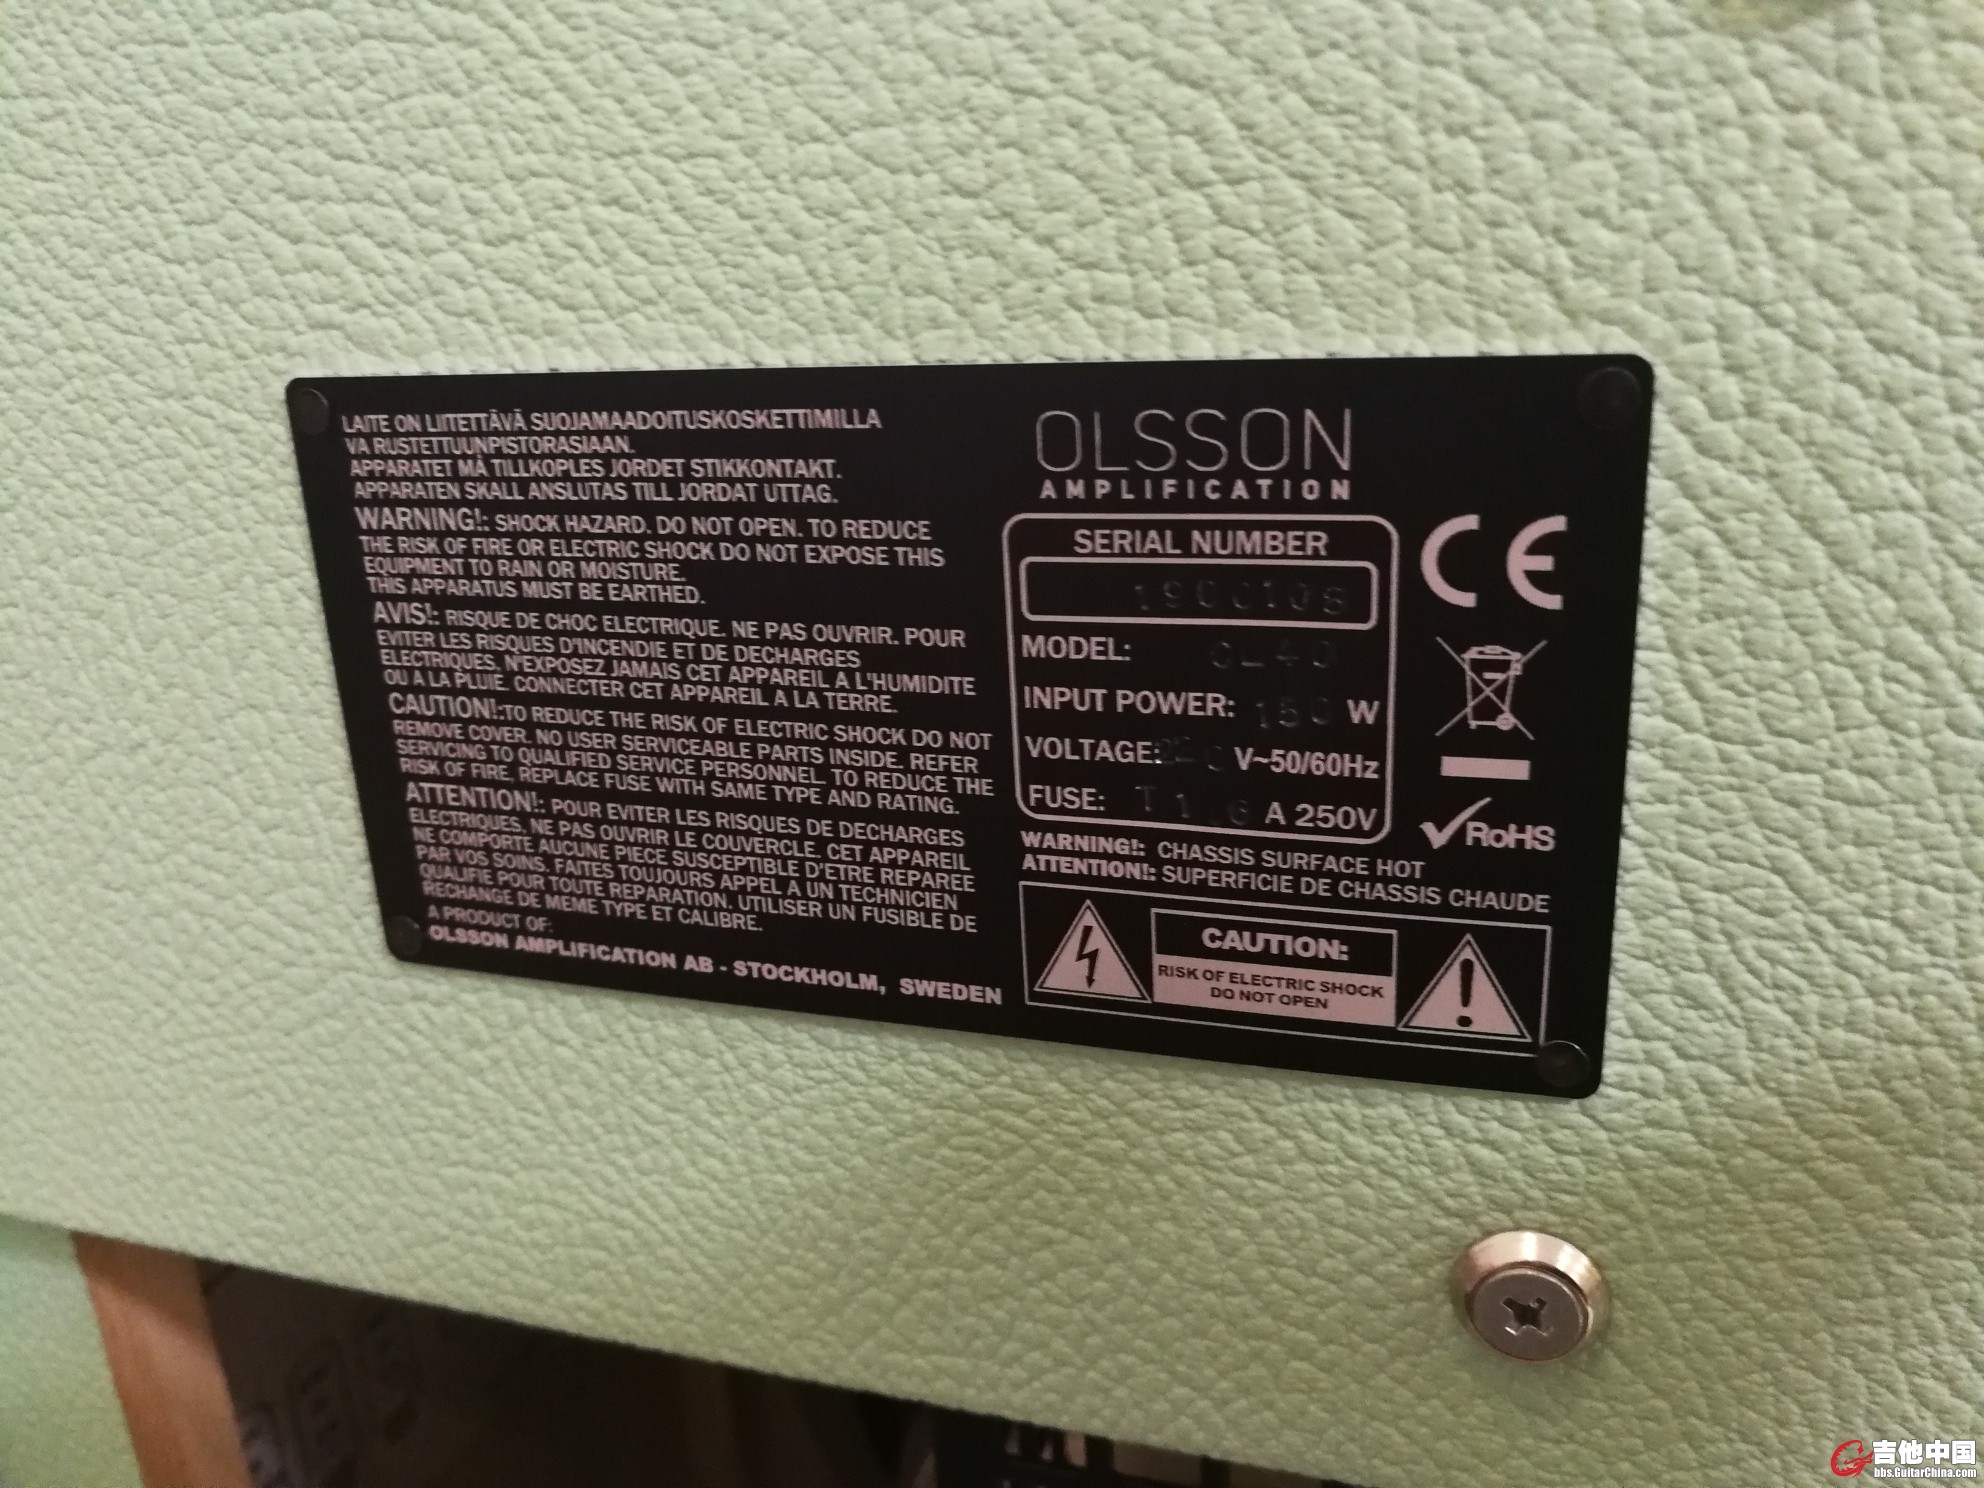 LAITE ON LIITETTÄVÄ SUOJAMAADOITUSKOSKETTIMILLA
VA RUSTETTUUNPISTORASIAAN.
APPARATET MÅ TILLKOPLES JORDET STIKKONTAKT.
APPARATEN SKALL ANSLUTAS TILL JORDAT UTTAG.
WARNING!: SHOCK HAZARD. DO NOT OPEN. TO REDUCE
THE RISK OF FIRE OR ELECTRIC SHOCK DO NOT EXPOSE THIS
EQUIPMENT TO RAIN OR MOISTURE.
THIS APPARATUS MUST BE EARTHED.
AVIS!: RISQUE DE CHOC ELECTRIQUE. NE PAS OUVRIR. POUR
EVITER LES RISQUES D'INCENDIE ET DE DECHARGES
ELECTRIQUES, N'EXPOSEZ JAMAIS CET APPAREIL A L'HUMIDITE
OU A LA PLUIE. CONNECTER CET APPAREIL A LA TERRE.
CAUTION!:TO REDUCE THE RISK OF ELECTRIC SHOCK DO NOT
REMOVE COVER. NO USER SERVICEABLE PARTS INSIDE. REFER
SERVICING TO QUALIFIED SERVICE PERSONNEL. TO REDUCE THE
RISK OF FIRE, REPLACE FUSE WITH SAME TYPE AND RATING.
ATTENTION!: POUR EVITER LES RISQUES DE DECHARGES
ELECTRIQUES, NE PAS OUVRIR LE COUVERCLE. CET APPAREIL
NE COMPORTE AUCUNE PIECE SUSCEPTIBLE D'ETRE REPAREE
PAR VOS SOINS. FAITES TOUJOURS APPEL A UN TECHNICIEN
QUALIFIE POUR TOUTE REPARATION. UTILISER UN FUSIBLE DE
RECHANGE DE MEME TYPE ET CALIBRE.
A PRODUCT OF:
OLSSON AMPLIFICATION AB - STOCKHOLM, SWEDEN
OLSSON
AMPLIFICATION
SERIAL NUMBER
MODEL:
INPUT POWER: 150 W
VOLTAGE: V~50/60Hz
FUSE: T1.6 A 250V
CE
RoHS
WARNING!: CHASSIS SURFACE HOT
ATTENTION!: SUPERFICIE DE CHASSIS CHAUDE
CAUTION:
RISK OF ELECTRIC SHOCK
DO NOT OPEN
吉他中国
bbs.GuitarChina.com